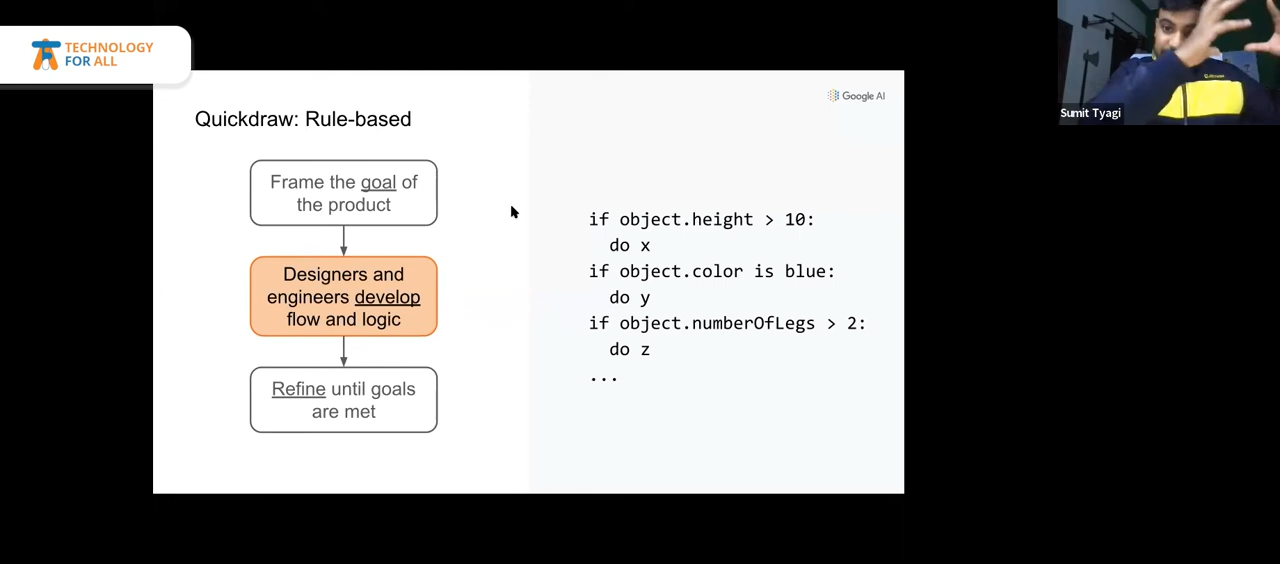 TECHNOLOGY
FOR ALL
Google AI
Quickdraw: Rule-based
Frame the goal of
the product
Designers and
engineers develop
flow and logic
Refine until goals
are met
if object.height > 10:
do x
if object.color is blue:
do y
if object.numberOfLegs > 2:
do z
...
Sumit Tyagi